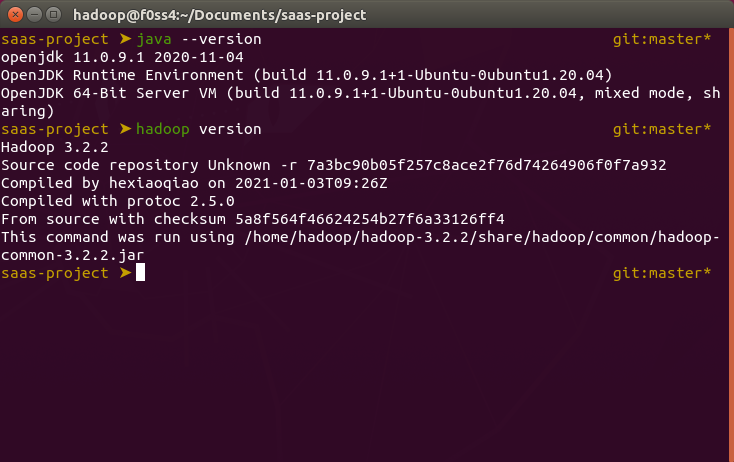 hadoop@f0ss4:~/Documents/saas-project
saas-project ➤ java --version git:master*
openjdk 11.0.9.1 2020-11-04
OpenJDK Runtime Environment (build 11.0.9.1+1-Ubuntu-0ubuntu1.20.04)
OpenJDK 64-Bit Server VM (build 11.0.9.1+1-Ubuntu-0ubuntu1.20.04, mixed mode, sh
aring)
saas-project ➤ hadoop version git:master*
Hadoop 3.2.2
Source code repository Unknown -r 7a3bc90b05f257c8ace2f76d74264906f0f7a932
Compiled by hexiaoqiao on 2021-01-03T09:26Z
Compiled with protoc 2.5.0
From source with checksum 5a8f564f46624254b27f6a33126ff4
This command was run using /home/hadoop/hadoop-3.2.2/share/hadoop/common/hadoop-
common-3.2.2.jar
saas-project ➤ git:master*